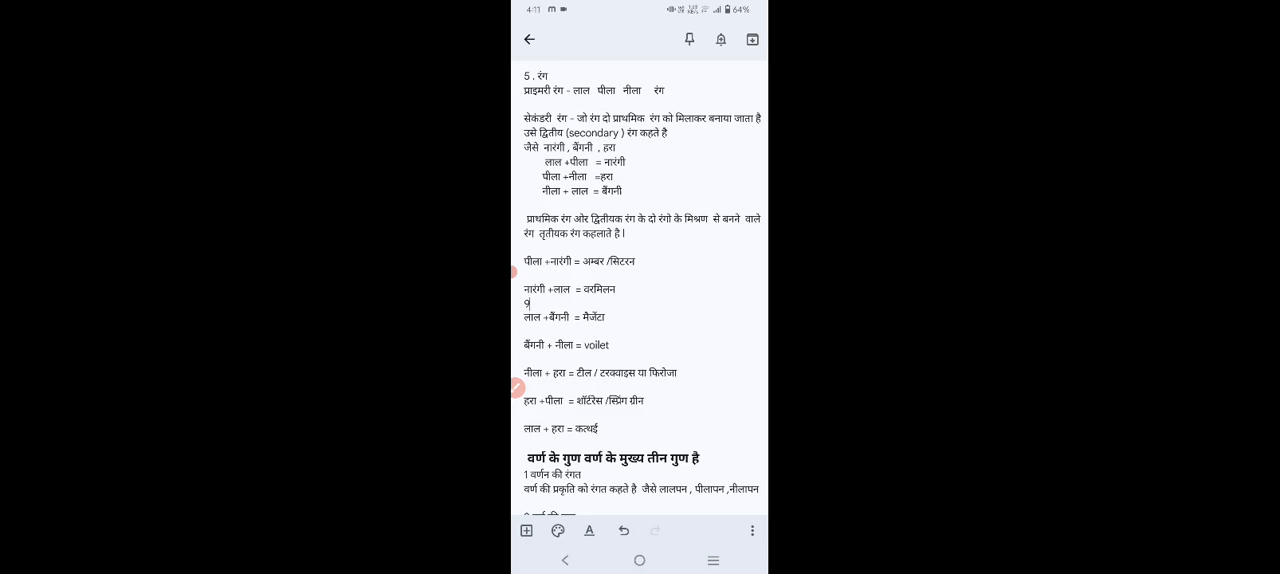 4:11
64%
5 . रंग
प्राइमरी रंग - लाल पीला नीला रंग
सेकंडरी रंग - जो रंग दो प्राथमिक रंग को मिलाकर बनाया जाता है
उसे द्वितीय (secondary ) रंग कहते है
जैसे नारंगी , बैंगनी , हरा
लाल +पीला = नारंगी
पीला +नीला =हरा
नीला + लाल = बैंगनी
प्राथमिक रंग ओर द्वितीयक रंग के दो रंगो के मिश्रण से बनने वाले
रंग तृतीयक रंग कहलाते है l
पीला +नारंगी = अम्बर /सिटरन
नारंगी +लाल = वरमिलन
9
लाल +बैंगनी = मैजेंटा
बैंगनी + नीला = voilet
नीला + हरा = टील / टरक्वाइस या फिरोजा
हरा +पीला = शॉर्टरेस /स्प्रिंग ग्रीन
लाल + हरा = कत्थई
वर्ण के गुण वर्ण के मुख्य तीन गुण है
1 वर्णन की रंगत
वर्ण की प्रकृति को रंगत कहते है जैसे लालपन , पीलापन ,नीलापन